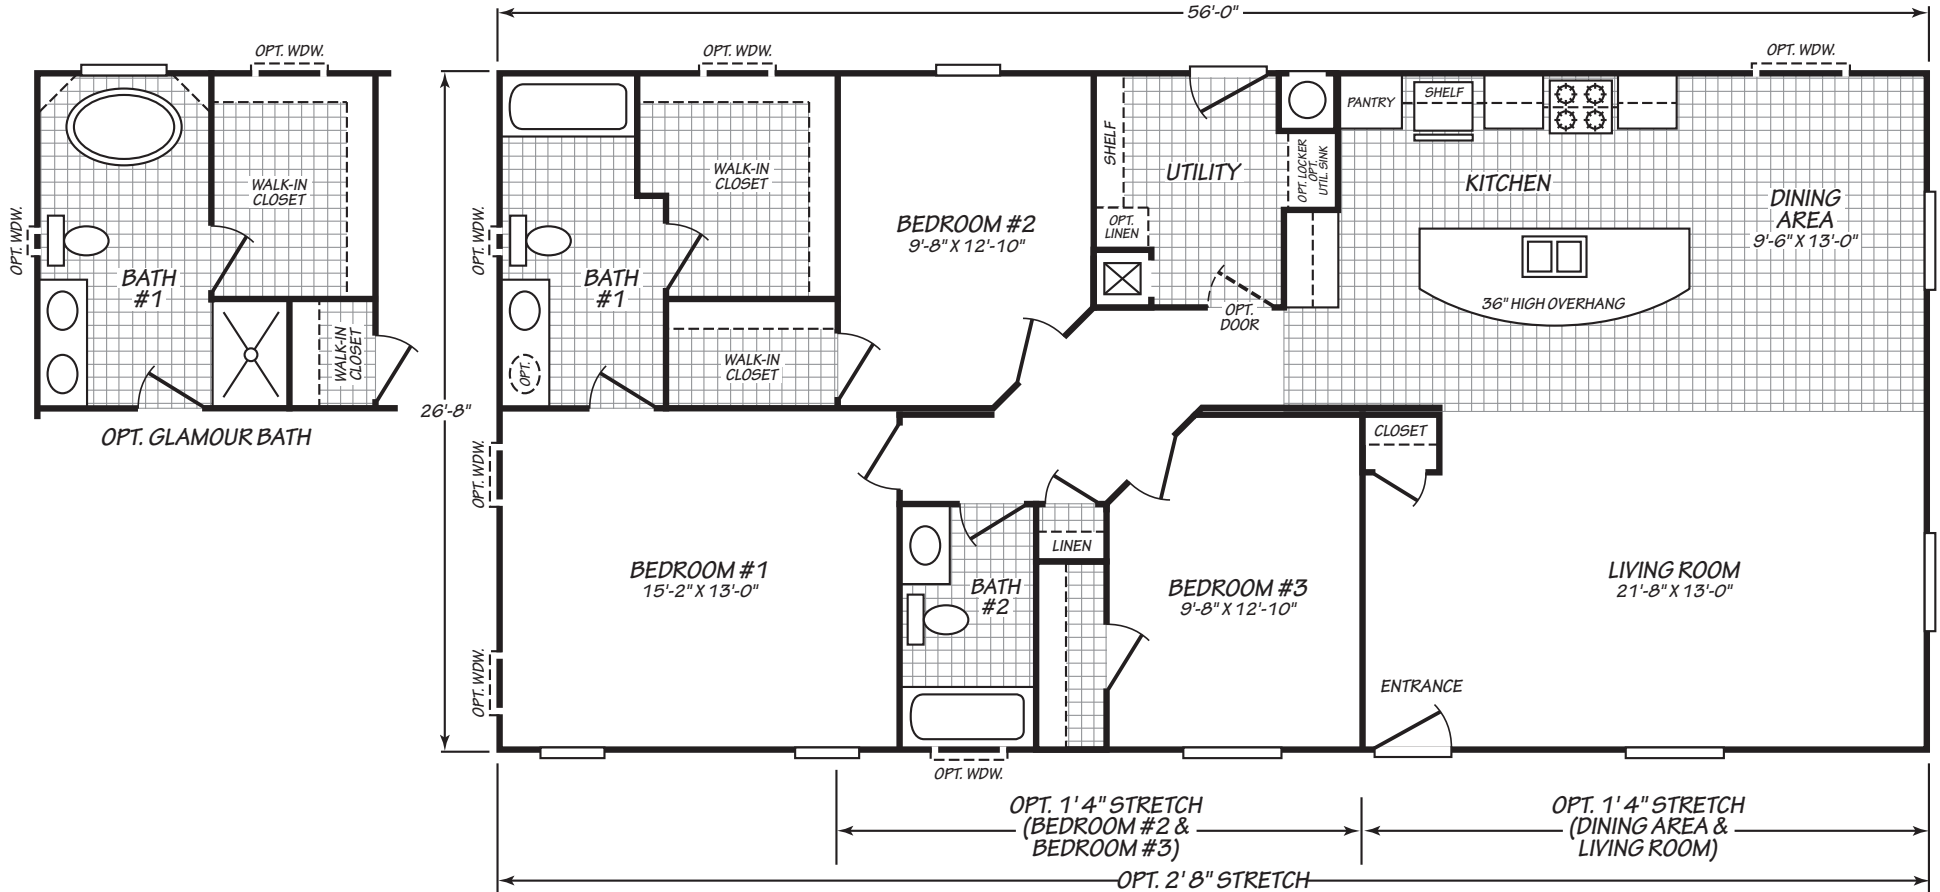 56'-0"
OPT. WDW.
OPT. WDW.
OPT. WDW.
WALK-IN
CLOSET
OPT. WDW.
BATH
#1
WALK-IN
CLOSET
OPT. GLAMOUR BATH
26'-8"
WALK-IN
CLOSET
OPT. WDW.
BATH
#1
OPT.
WALK-IN
CLOSET
BEDROOM #2
9'-8" X 12'-10"
SHELF
UTILITY
OPT.
LINEN
OPT. LOCKER
OPT.
UTIL. SINK
OPT.
DOOR
PANTRY
SHELF
KITCHEN
36" HIGH OVERHANG
DINING
AREA
9'-6" X 13'-0"
OPT. WDW.
OPT. WDW.
BEDROOM #1
15'-2" X 13'-0"
BATH
#2
LINEN
BEDROOM #3
9'-8" X 12'-10"
CLOSET
LIVING ROOM
21'-8" X 13'-0"
ENTRANCE
OPT. WDW.
OPT. 1' 4" STRETCH
(BEDROOM #2 &
BEDROOM #3)
OPT. 1' 4" STRETCH
(DINING AREA &
LIVING ROOM)
OPT. 2' 8" STRETCH